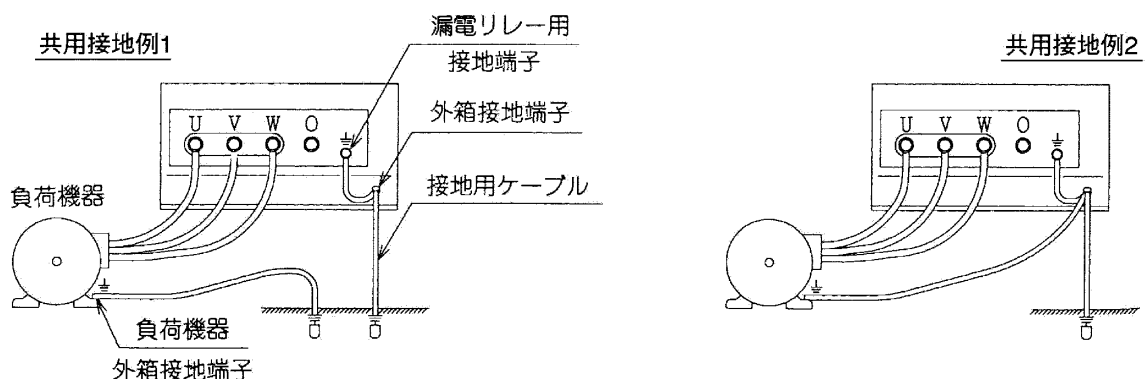 共用接地例1
漏電リレー用
接地端子
外箱接地端子
接地用ケーブル
U V W O
負荷機器
負荷機器
外箱接地端子
共用接地例2
U V W O